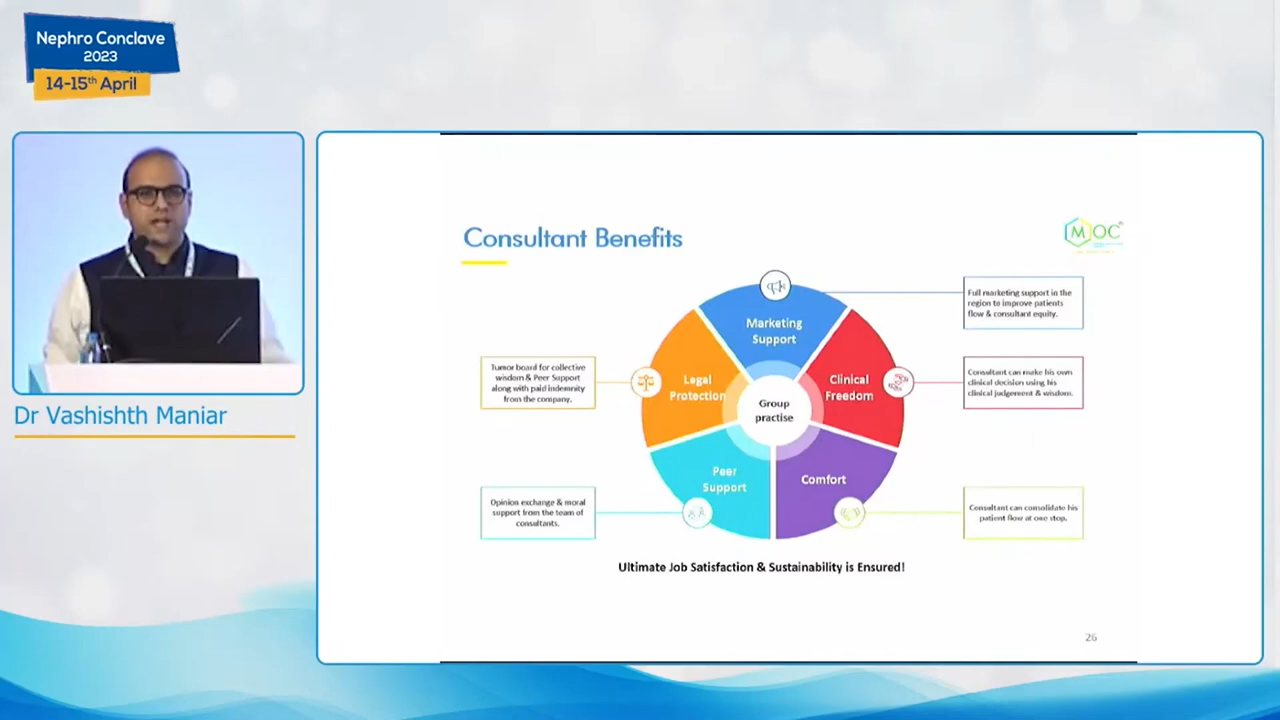 Nephro Conclave
2023
14-15th April
Dr Vashishth Maniar
Consultant Benefits
MOC
Marketing
Support
Full marketing support in the
region to improve patients
flow & consultant equity.
Clinical
Freedom
Consultant can make his own
clinical decision using his
clinical judgement & wisdom.
Comfort
Consultant can consolidate his
patient flow at one stop.
Peer
Support
Opinion exchange & moral
support from the team of
consultants.
Legal
Protection
Tumor board for collective
wisdom & Peer Support
along with paid indemnity
from the company.
Group
practise
Ultimate Job Satisfaction & Sustainability is Ensured!
26